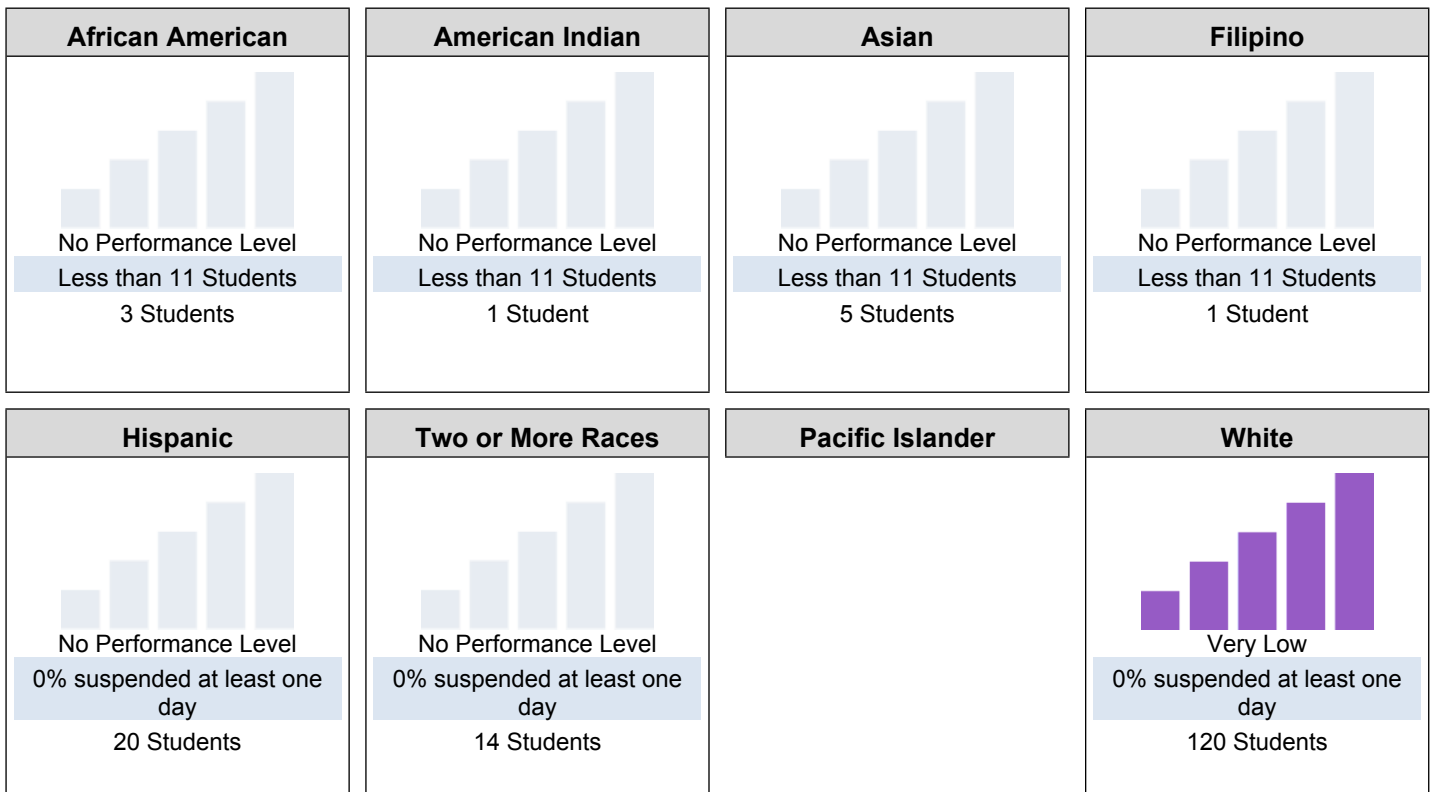 African American
No Performance Level
Less than 11 Students
3 Students
American Indian
No Performance Level
Less than 11 Students
1 Student
Asian
No Performance Level
Less than 11 Students
5 Students
Filipino
No Performance Level
Less than 11 Students
1 Student
Hispanic
No Performance Level
0% suspended at least one
day
20 Students
Two or More Races
No Performance Level
0% suspended at least one
day
14 Students
Pacific Islander
White
Very Low
0% suspended at least one
day
120 Students